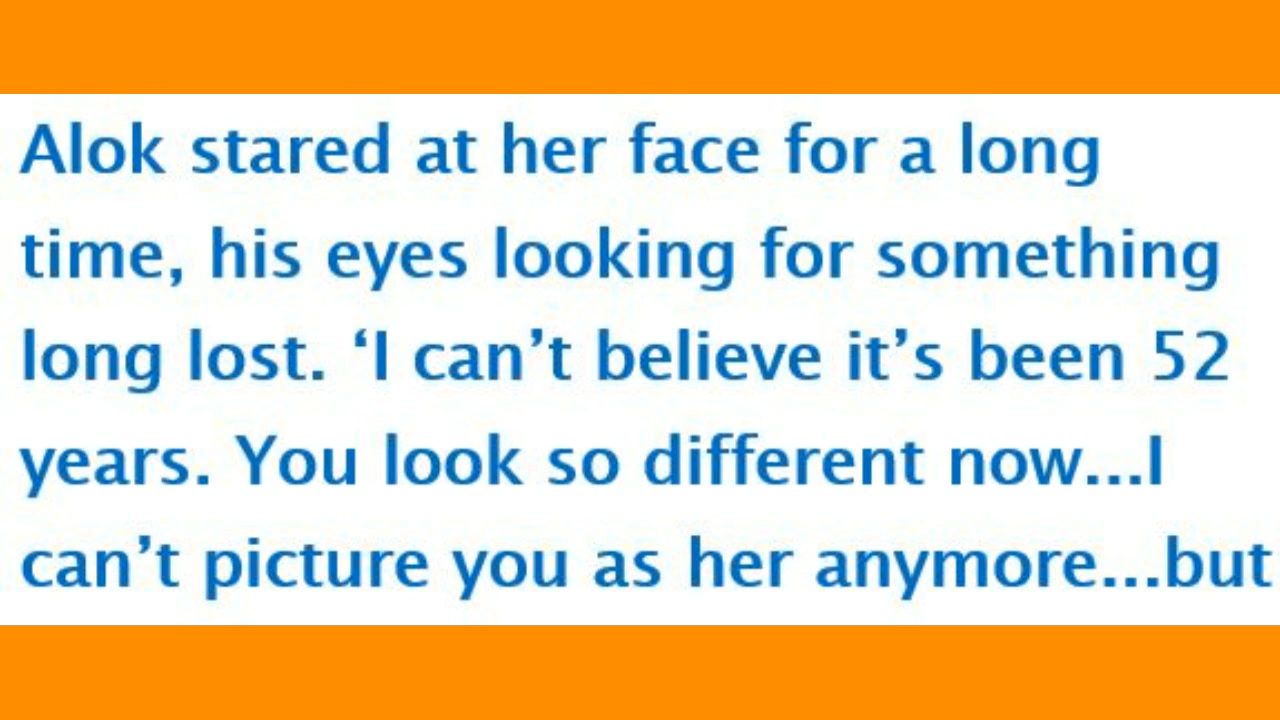 Alok stared at her face for a long
time, his eyes looking for something
long lost. ‘I can’t believe it’s been 52
years. You look so different now...I
can’t picture you as her anymore...but